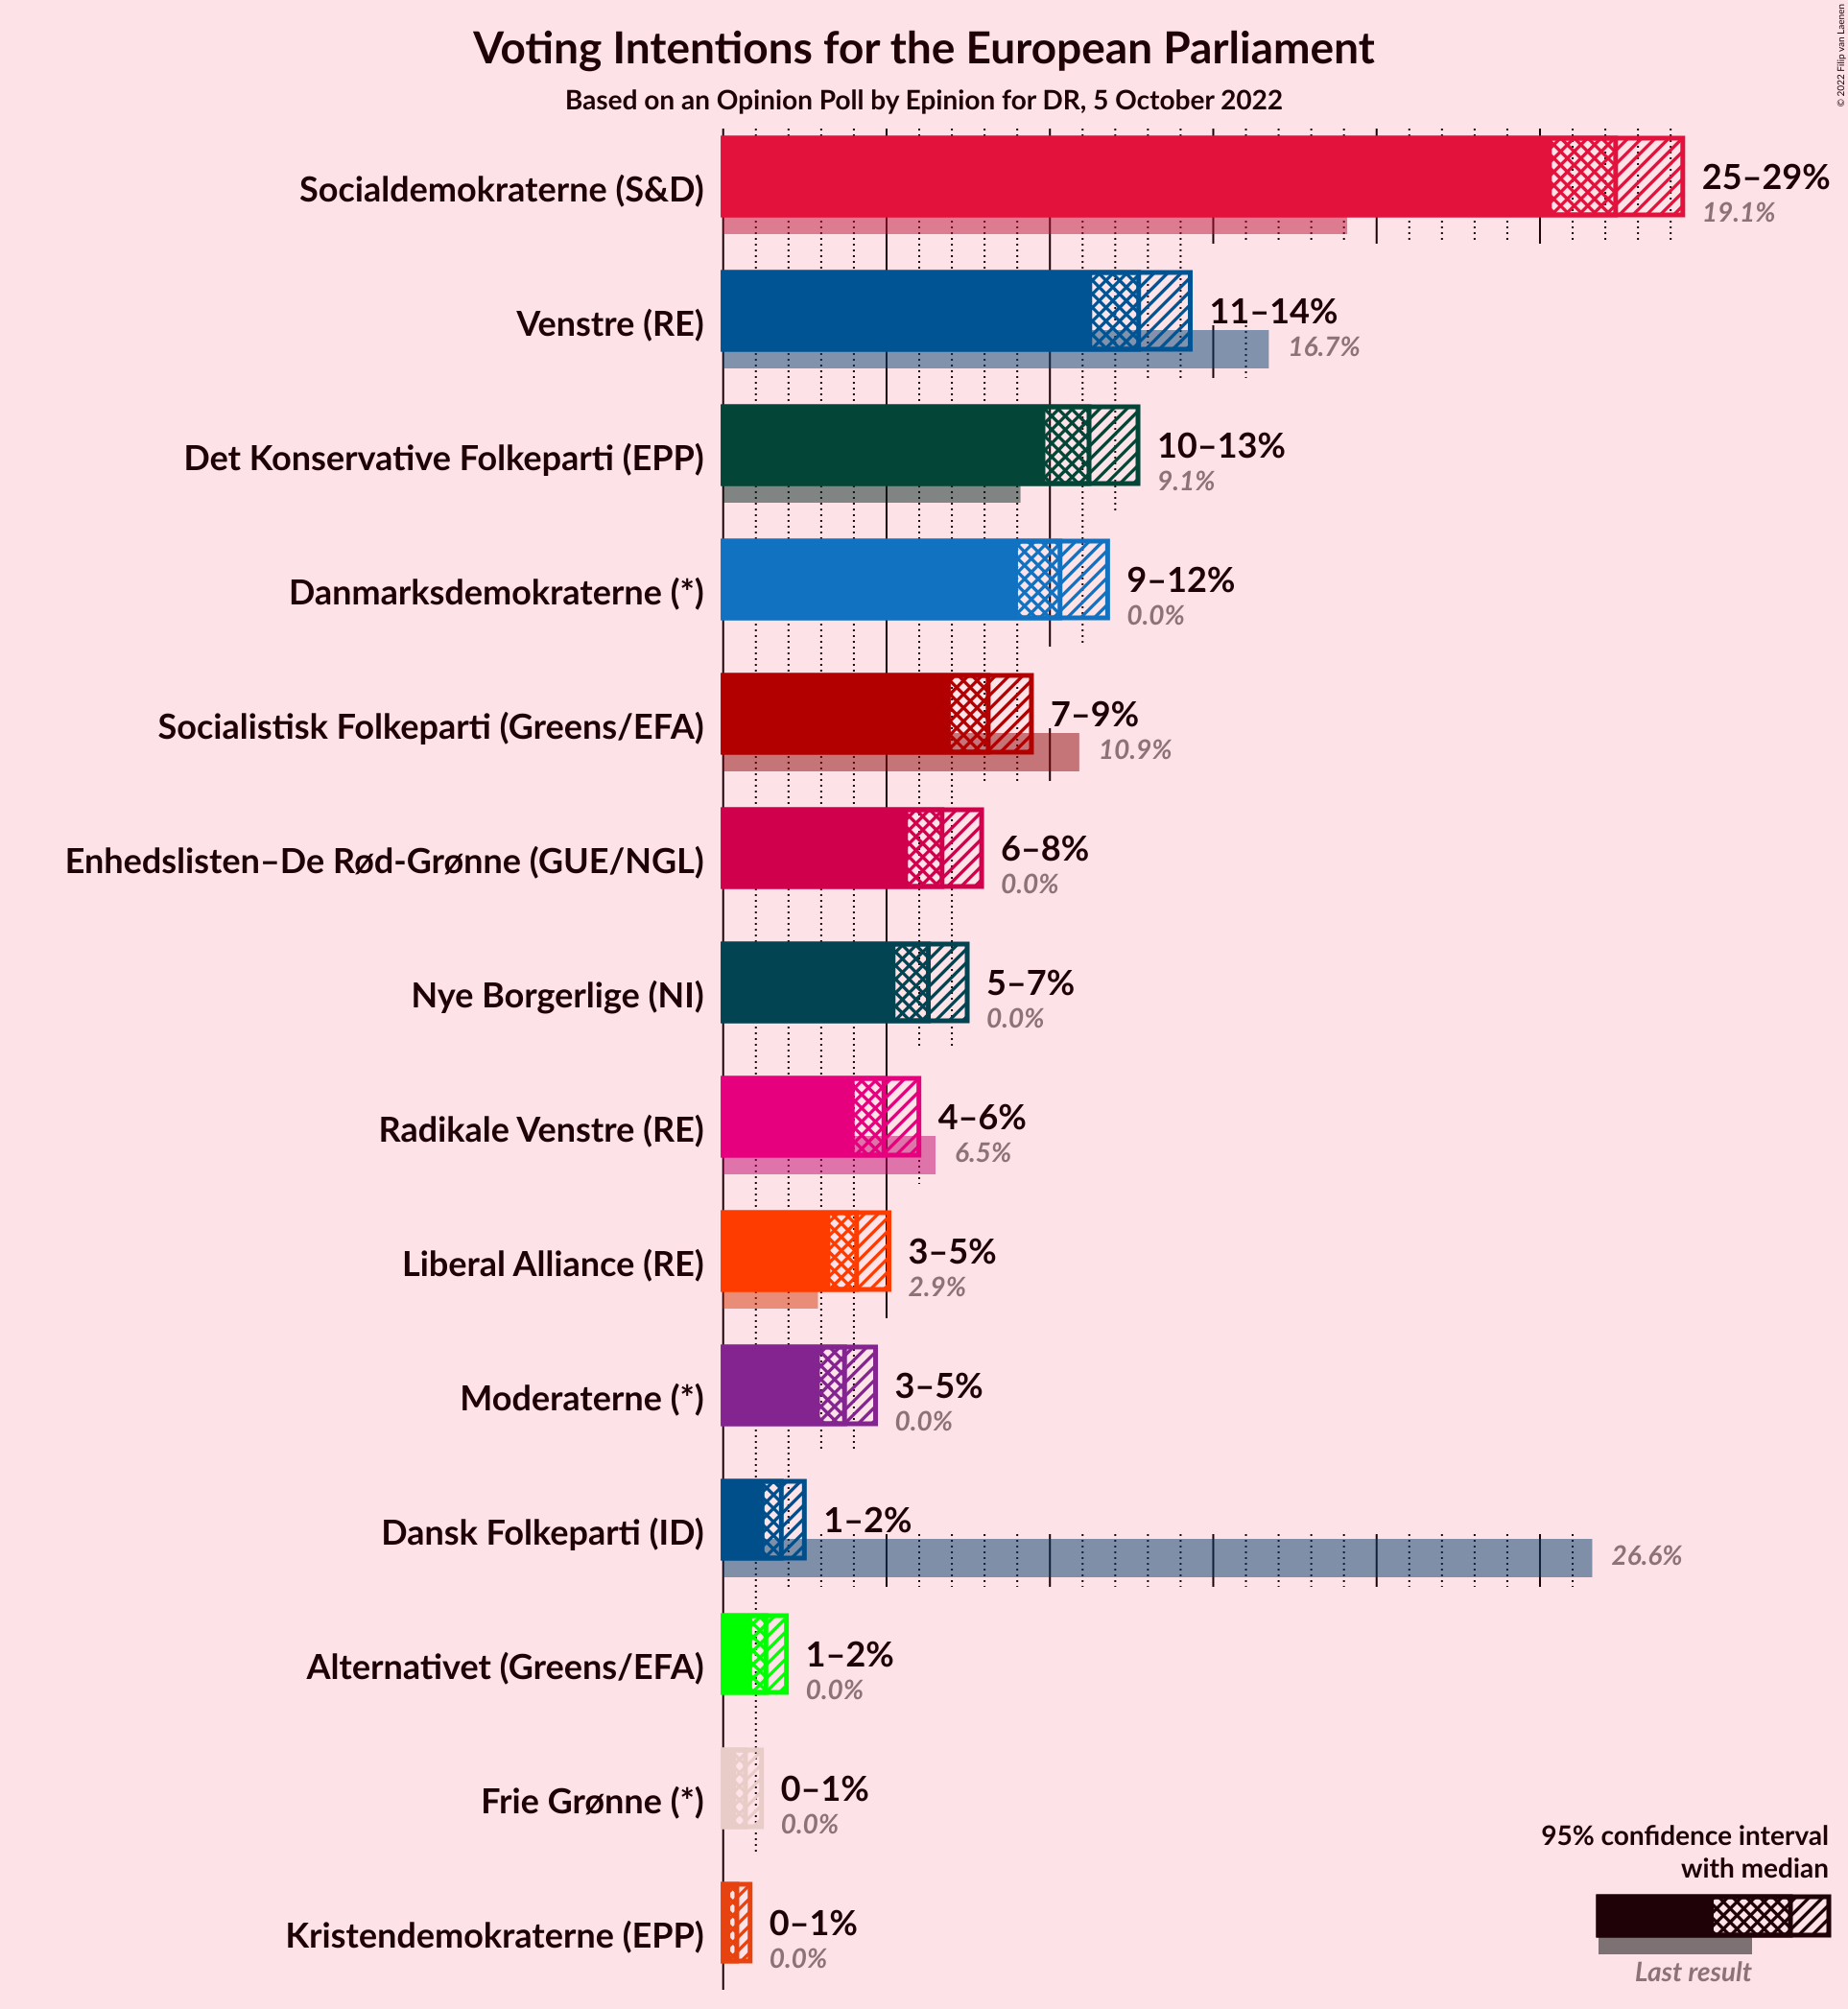 Voting Intentions for the European Parliament
Based on an Opinion Poll by Epinion for DR, 5 October 2022
© 2022 Filip van Laenen
Socialdemokraterne (S&D)
25–29%
19.1%
Venstre (RE)
11–14%
16.7%
Det Konservative Folkeparti (EPP)
10–13%
9.1%
Danmarksdemokraterne (*)
9–12%
0.0%
Socialistisk Folkeparti (Greens/EFA)
7–9%
10.9%
Enhedslisten–De Rød-Grønne (GUE/NGL)
6–8%
0.0%
Nye Borgerlige (NI)
5–7%
0.0%
Radikale Venstre (RE)
4–6%
6.5%
Liberal Alliance (RE)
3–5%
2.9%
Moderaterne (*)
3–5%
0.0%
Dansk Folkeparti (ID)
1–2%
26.6%
Alternativet (Greens/EFA)
1–2%
0.0%
Frie Grønne (*)
0–1%
0.0%
Kristendemokraterne (EPP)
0–1%
0.0%
95% confidence interval
with median
Last result